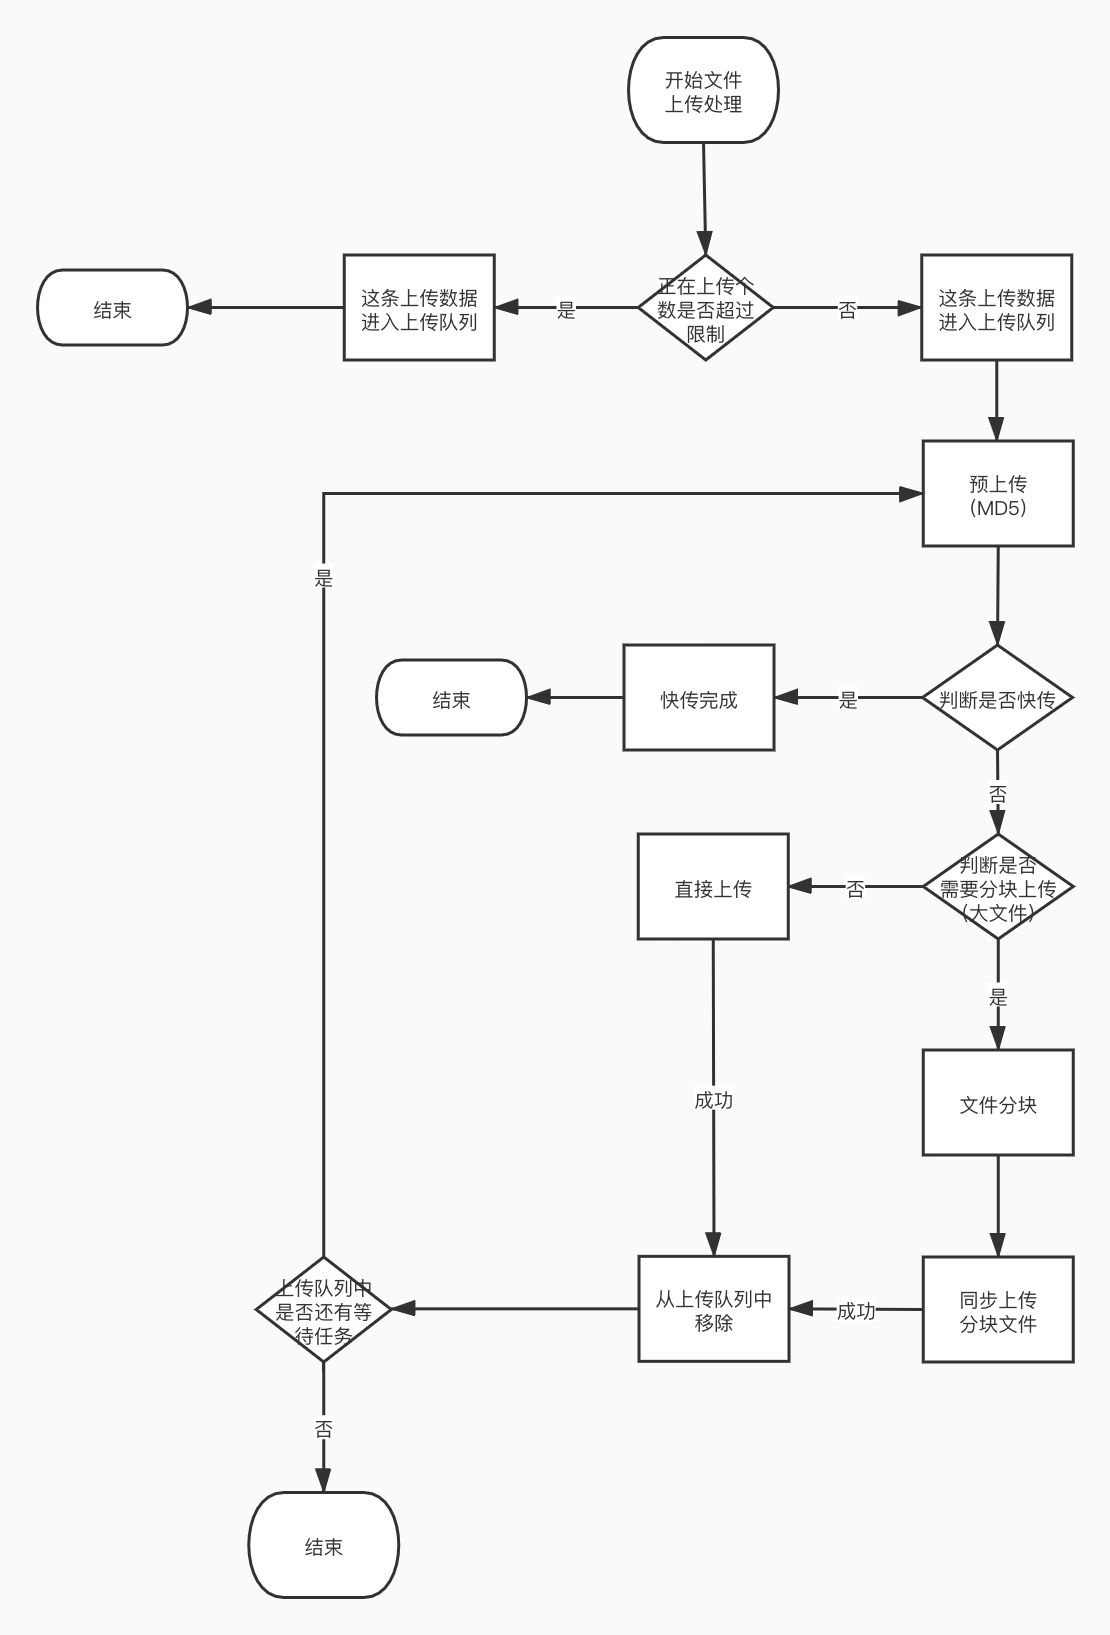 开始文件
上传处理
结束
这条上传数据
进入上传队列
是
正在上传个
数是否超过
限制
否
这条上传数据
进入上传队列
预上传
(MD5)
是
结束
快传完成
是
判断是否快传
否
直接上传
否
判断是否
需要分块上传
(大文件)
是
成功
文件分块
上传队列中
是否还有等
待任务
从上传队列中
移除
成功
同步上传
分块文件
否
结束